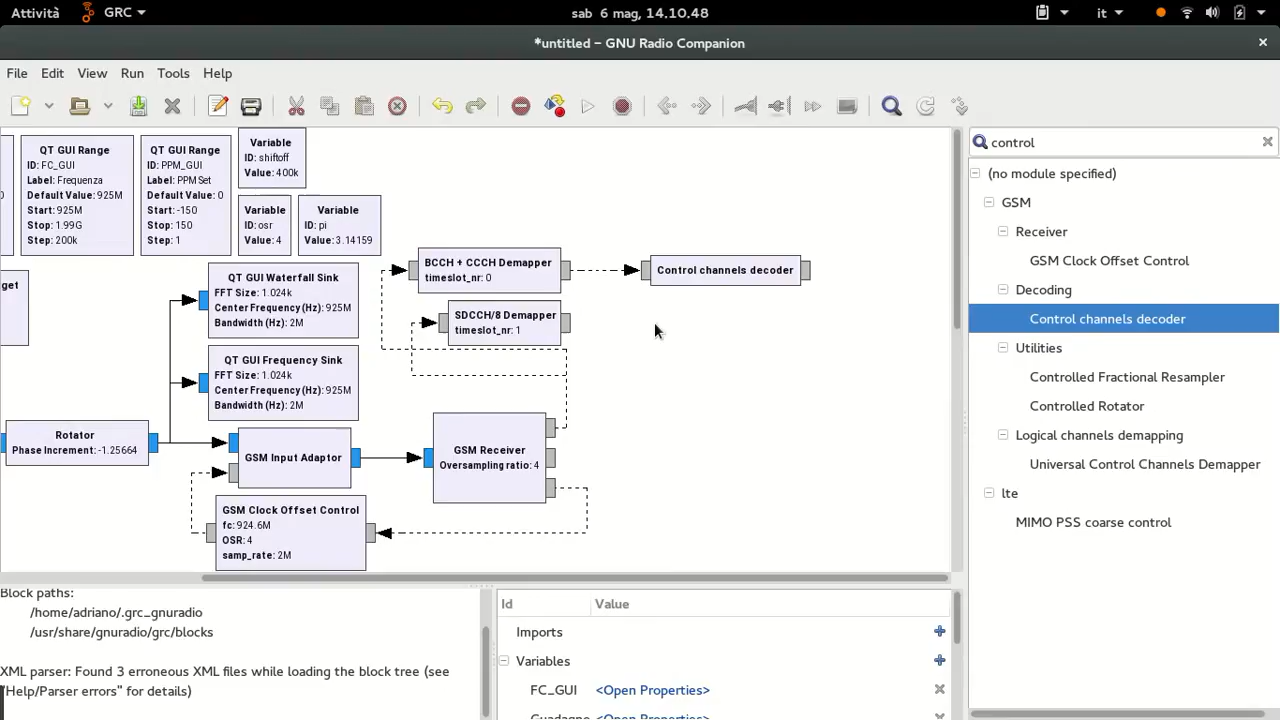 Attività
GRC
sab 6 mag, 14.10.48
it
*untitled – GNU Radio Companion
File Edit View Run Tools Help
control
(no module specified)
GSM
Receiver
GSM Clock Offset Control
Decoding
Control channels decoder
Utilities
Controlled Fractional Resampler
Controlled Rotator
Logical channels demapping
Universal Control Channels Demapper
lte
MIMO PSS coarse control
QT GUI Range
ID: FC_GUI
Label: Frequenza
Default Value: 925M
Start: 925M
Stop: 1.99G
Step: 200k
QT GUI Range
ID: PPM_GUI
Label: PPM Set
Default Value: 0
Start: -150
Stop: 150
Step: 1
Variable
ID: shiftoff
Value: 400k
Variable
ID: osr
Value: 4
Variable
ID: pi
Value: 3.14159
QT GUI Waterfall Sink
FFT Size: 1.024k
Center Frequency (Hz): 925M
Bandwidth (Hz): 2M
BCCH + CCCH Demapper
timeslot_nr: 0
Control channels decoder
SDCCH/8 Demapper
timeslot_nr: 1
QT GUI Frequency Sink
FFT Size: 1.024k
Center Frequency (Hz): 925M
Bandwidth (Hz): 2M
Rotator
Phase Increment: -1.25664
GSM Input Adaptor
GSM Receiver
Oversampling ratio: 4
GSM Clock Offset Control
fc: 924.6M
OSR: 4
samp_rate: 2M
Block paths:
/home/adriano/.grc_gnuradio
/usr/share/gnuradio/grc/blocks
XML parser: Found 3 erroneous XML files while loading the block tree (see
"Help/Parser errors" for details)
Id Value
Imports
Variables
FC_GUI <Open Properties>